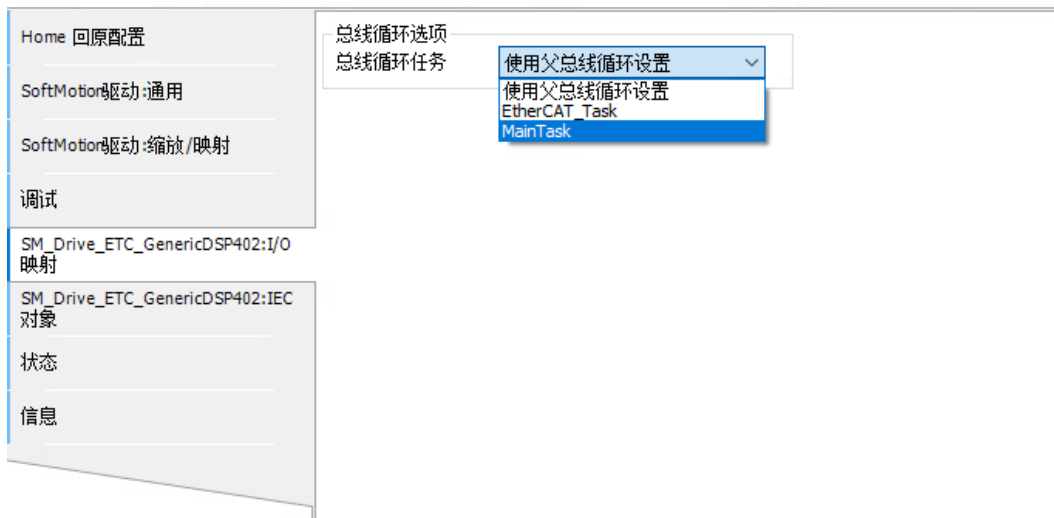 Home 回原配置
SoftMotion驱动:通用
SoftMotion驱动:缩放/映射
调试
SM_Drive_ETC_GenericDSP402:I/O
映射
SM_Drive_ETC_GenericDSP402:IEC
对象
状态
信息
总线循环选项
总线循环任务
使用父总线循环设置
使用父总线循环设置
EtherCAT_Task
MainTask